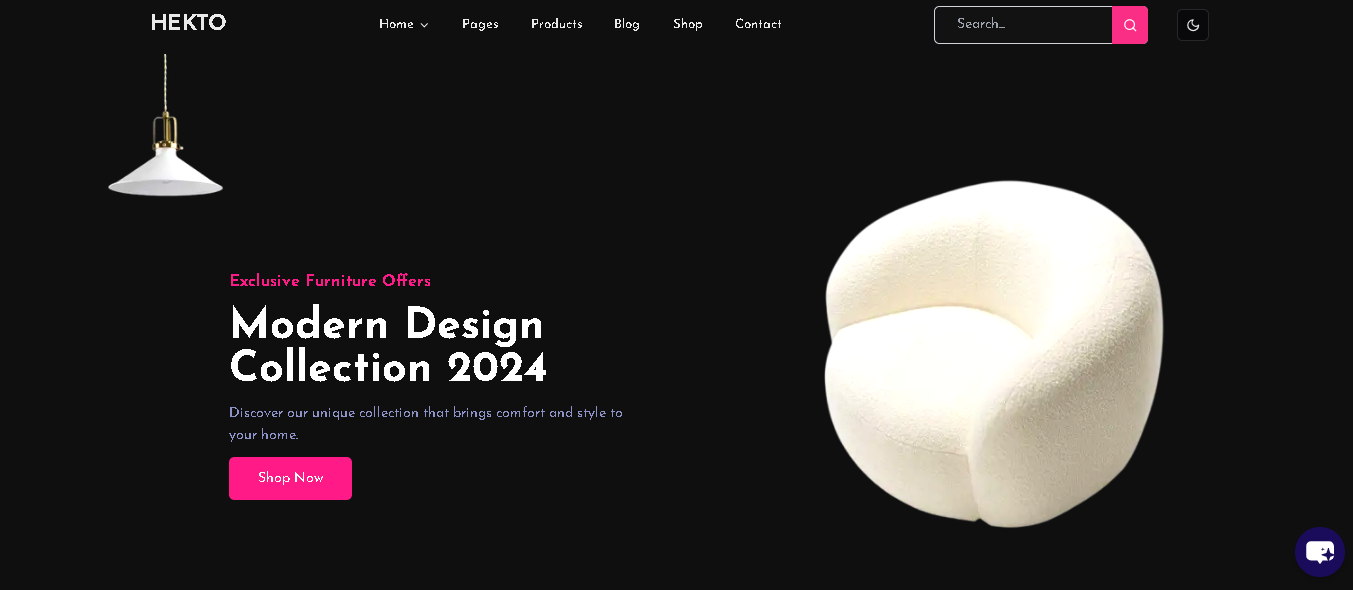 HEKTO
Home
Pages
Products
Blog
Shop
Contact
Search...
Exclusive Furniture Offers
Modern Design
Collection 2024
Discover our unique collection that brings comfort and style to
your home.
Shop Now